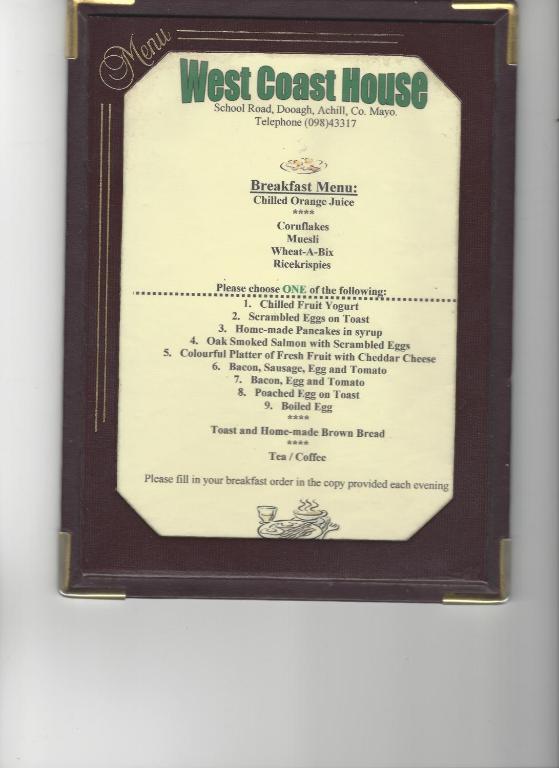 Menu
West Coast House
School Road, Dooagh, Achill, Co. Mayo.
Telephone (098)43317
Breakfast Menu:
Chilled Orange Juice
****
Cornflakes
Muesli
Wheat-A-Bix
Ricekrispies
Please choose ONE of the following:
1. Chilled Fruit Yogurt
2. Scrambled Eggs on Toast
3. Home-made Pancakes in syrup
4. Oak Smoked Salmon with Scrambled Eggs
5. Colourful Platter of Fresh Fruit with Cheddar Cheese
6. Bacon, Sausage, Egg and Tomato
7. Bacon, Egg and Tomato
8. Poached Egg on Toast
9. Boiled Egg
****
Toast and Home-made Brown Bread
****
Tea / Coffee
Please fill in your breakfast order in the copy provided each evening